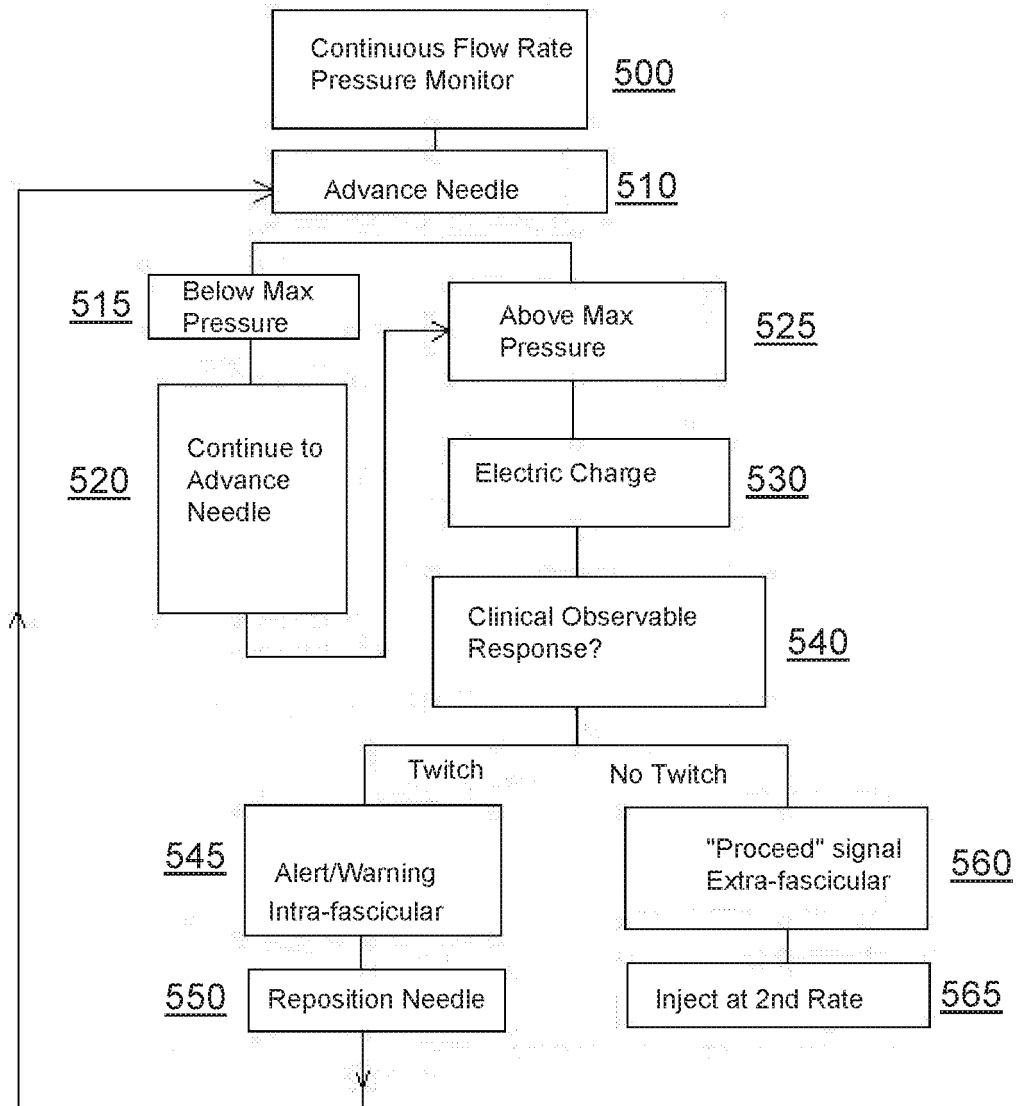 Continuous Flow Rate
Pressure Monitor
500
Advance Needle
510
515
Below Max
Pressure
Above Max
Pressure
525
520
Continue to
Advance
Needle
Electric Charge
530
Clinical Observable
Response?
540
Twitch
No Twitch
545
Alert/Warning
Intra-fascicular
"Proceed" signal
Extra-fascicular
560
550
Reposition Needle
Inject at 2nd Rate
565